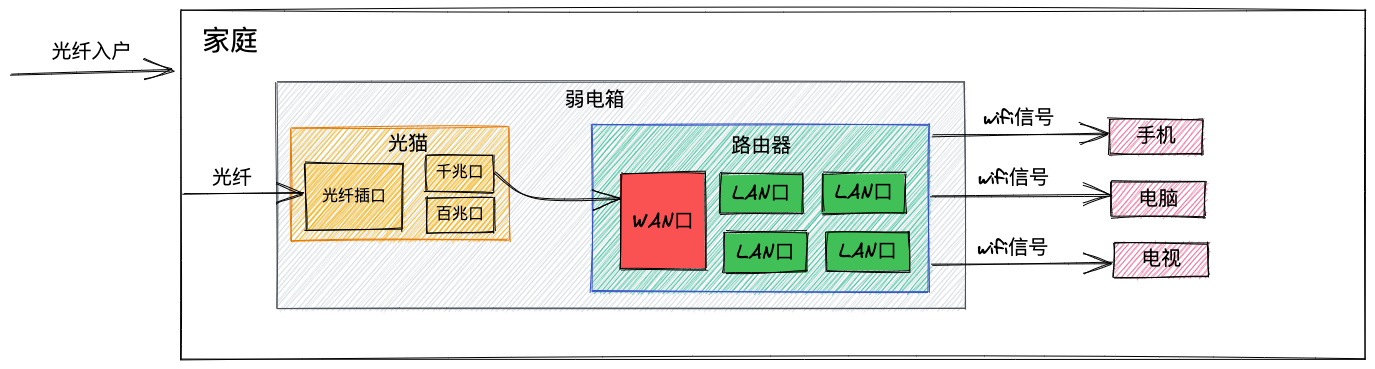 家庭
光纤入户
弱电箱
光猫
光纤
光纤插口
千兆口
百兆口
路由器
WAN口
LAN口
LAN口
LAN口
LAN口
wifi信号
手机
wifi信号
电脑
wifi信号
电视